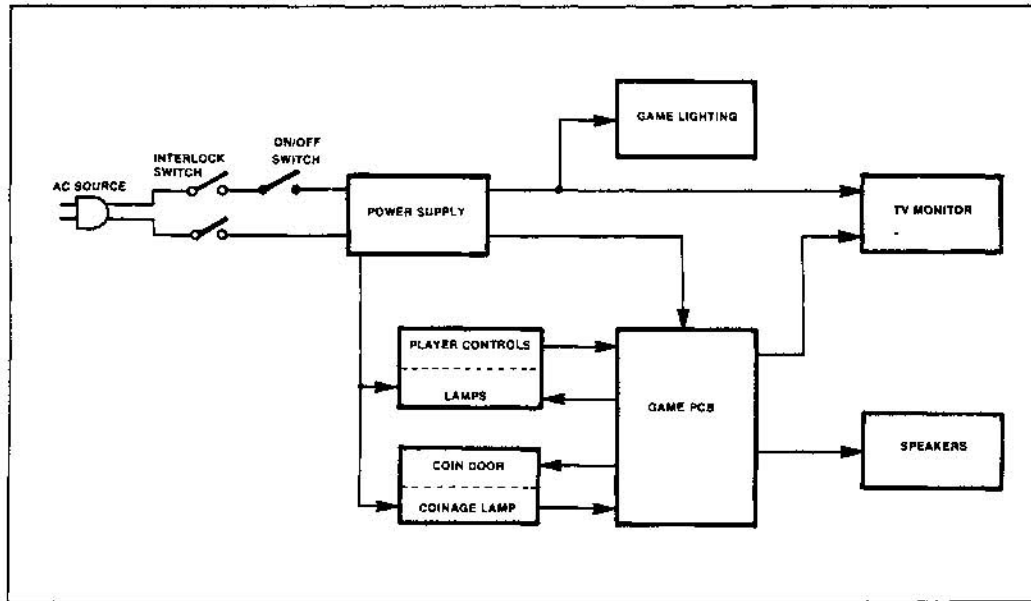 GAME LIGHTING
ON/OFF
SWITCH
INTERLOCK
SWITCH
AC SOURCE
POWER SUPPLY
TV MONITOR
PLAYER CONTROLS
LAMPS
GAME PCB
COIN DOOR
COINAGE LAMP
SPEAKERS